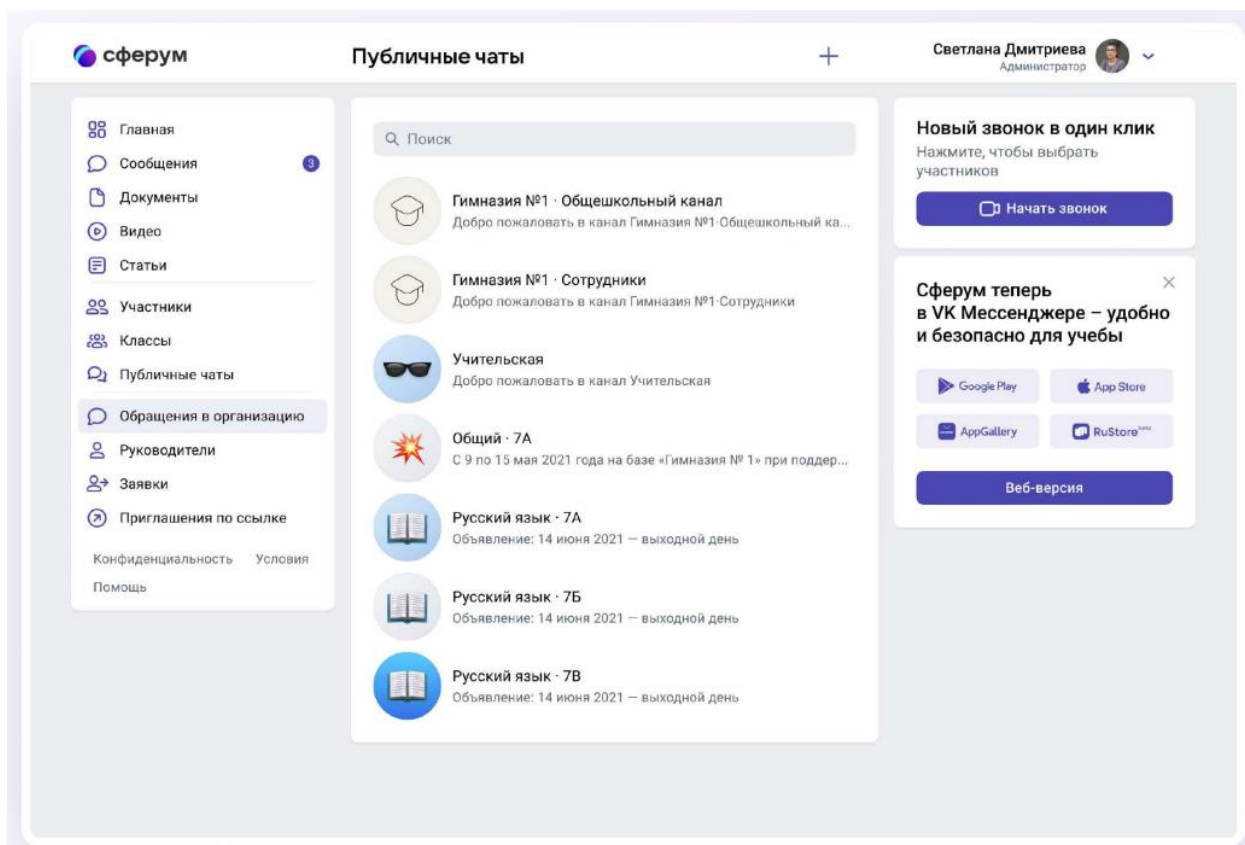 сферум
Публичные чаты
Светлана Дмитриева
Администратор
Главная
Сообщения 3
Документы
Видео
Статьи
Участники
Классы
Публичные чаты
Обращения в организацию
Руководители
Заявки
Приглашения по ссылке
Конфиденциальность Условия
Помощь
Поиск
Гимназия №1 · Общешкольный канал
Добро пожаловать в канал Гимназия №1·Общешкольный ка...
Гимназия №1 · Сотрудники
Добро пожаловать в канал Гимназия №1·Сотрудники
Учительская
Добро пожаловать в канал Учительская
Общий · 7А
С 9 по 15 мая 2021 года на базе «Гимназия № 1» при поддер...
Русский язык · 7А
Объявление: 14 июня 2021 — выходной день
Русский язык · 7Б
Объявление: 14 июня 2021 — выходной день
Русский язык · 7В
Объявление: 14 июня 2021 — выходной день
Новый звонок в один клик
Нажмите, чтобы выбрать
участников
Начать звонок
Сферум теперь
в VK Мессенджере – удобно
и безопасно для учебы
Google Play
App Store
AppGallery
RuStore
Веб-версия